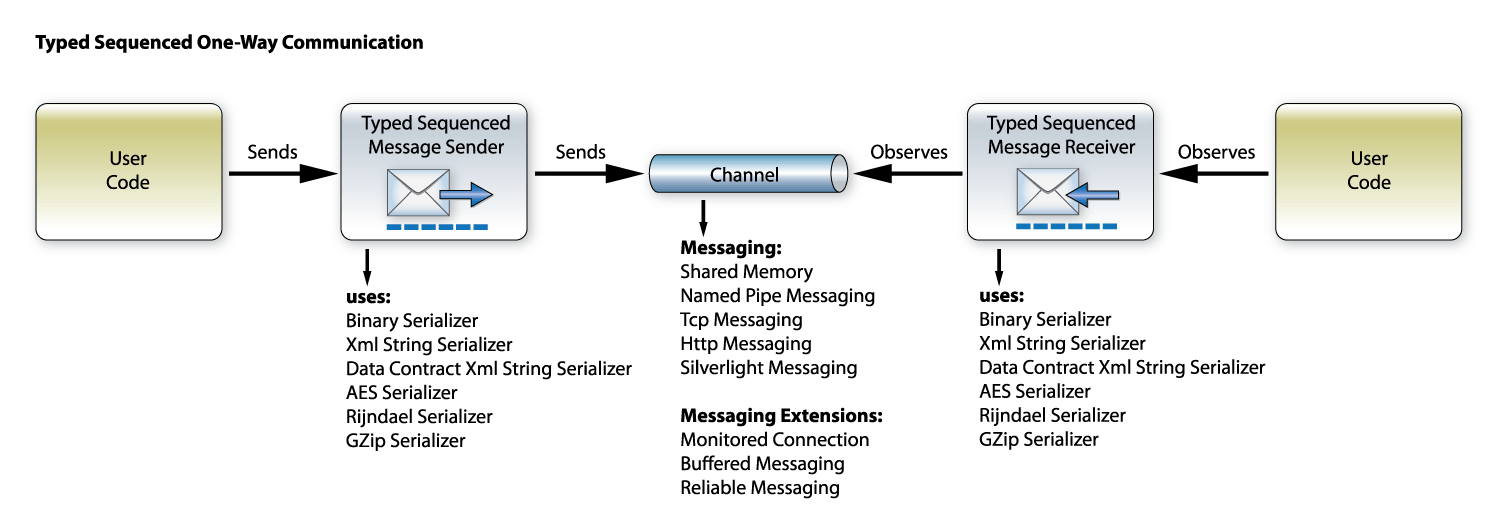 Typed Sequenced One-Way Communication
User
Code
Sends
Typed Sequenced
Message Sender
Sends
Channel
Observes
Typed Sequenced
Message Receiver
Observes
User
Code
uses:
Binary Serializer
Xml String Serializer
Data Contract Xml String Serializer
AES Serializer
Rijndael Serializer
GZip Serializer
Messaging:
Shared Memory
Named Pipe Messaging
Tcp Messaging
Http Messaging
Silverlight Messaging
Messaging Extensions:
Monitored Connection
Buffered Messaging
Reliable Messaging
uses:
Binary Serializer
Xml String Serializer
Data Contract Xml String Serializer
AES Serializer
Rijndael Serializer
GZip Serializer